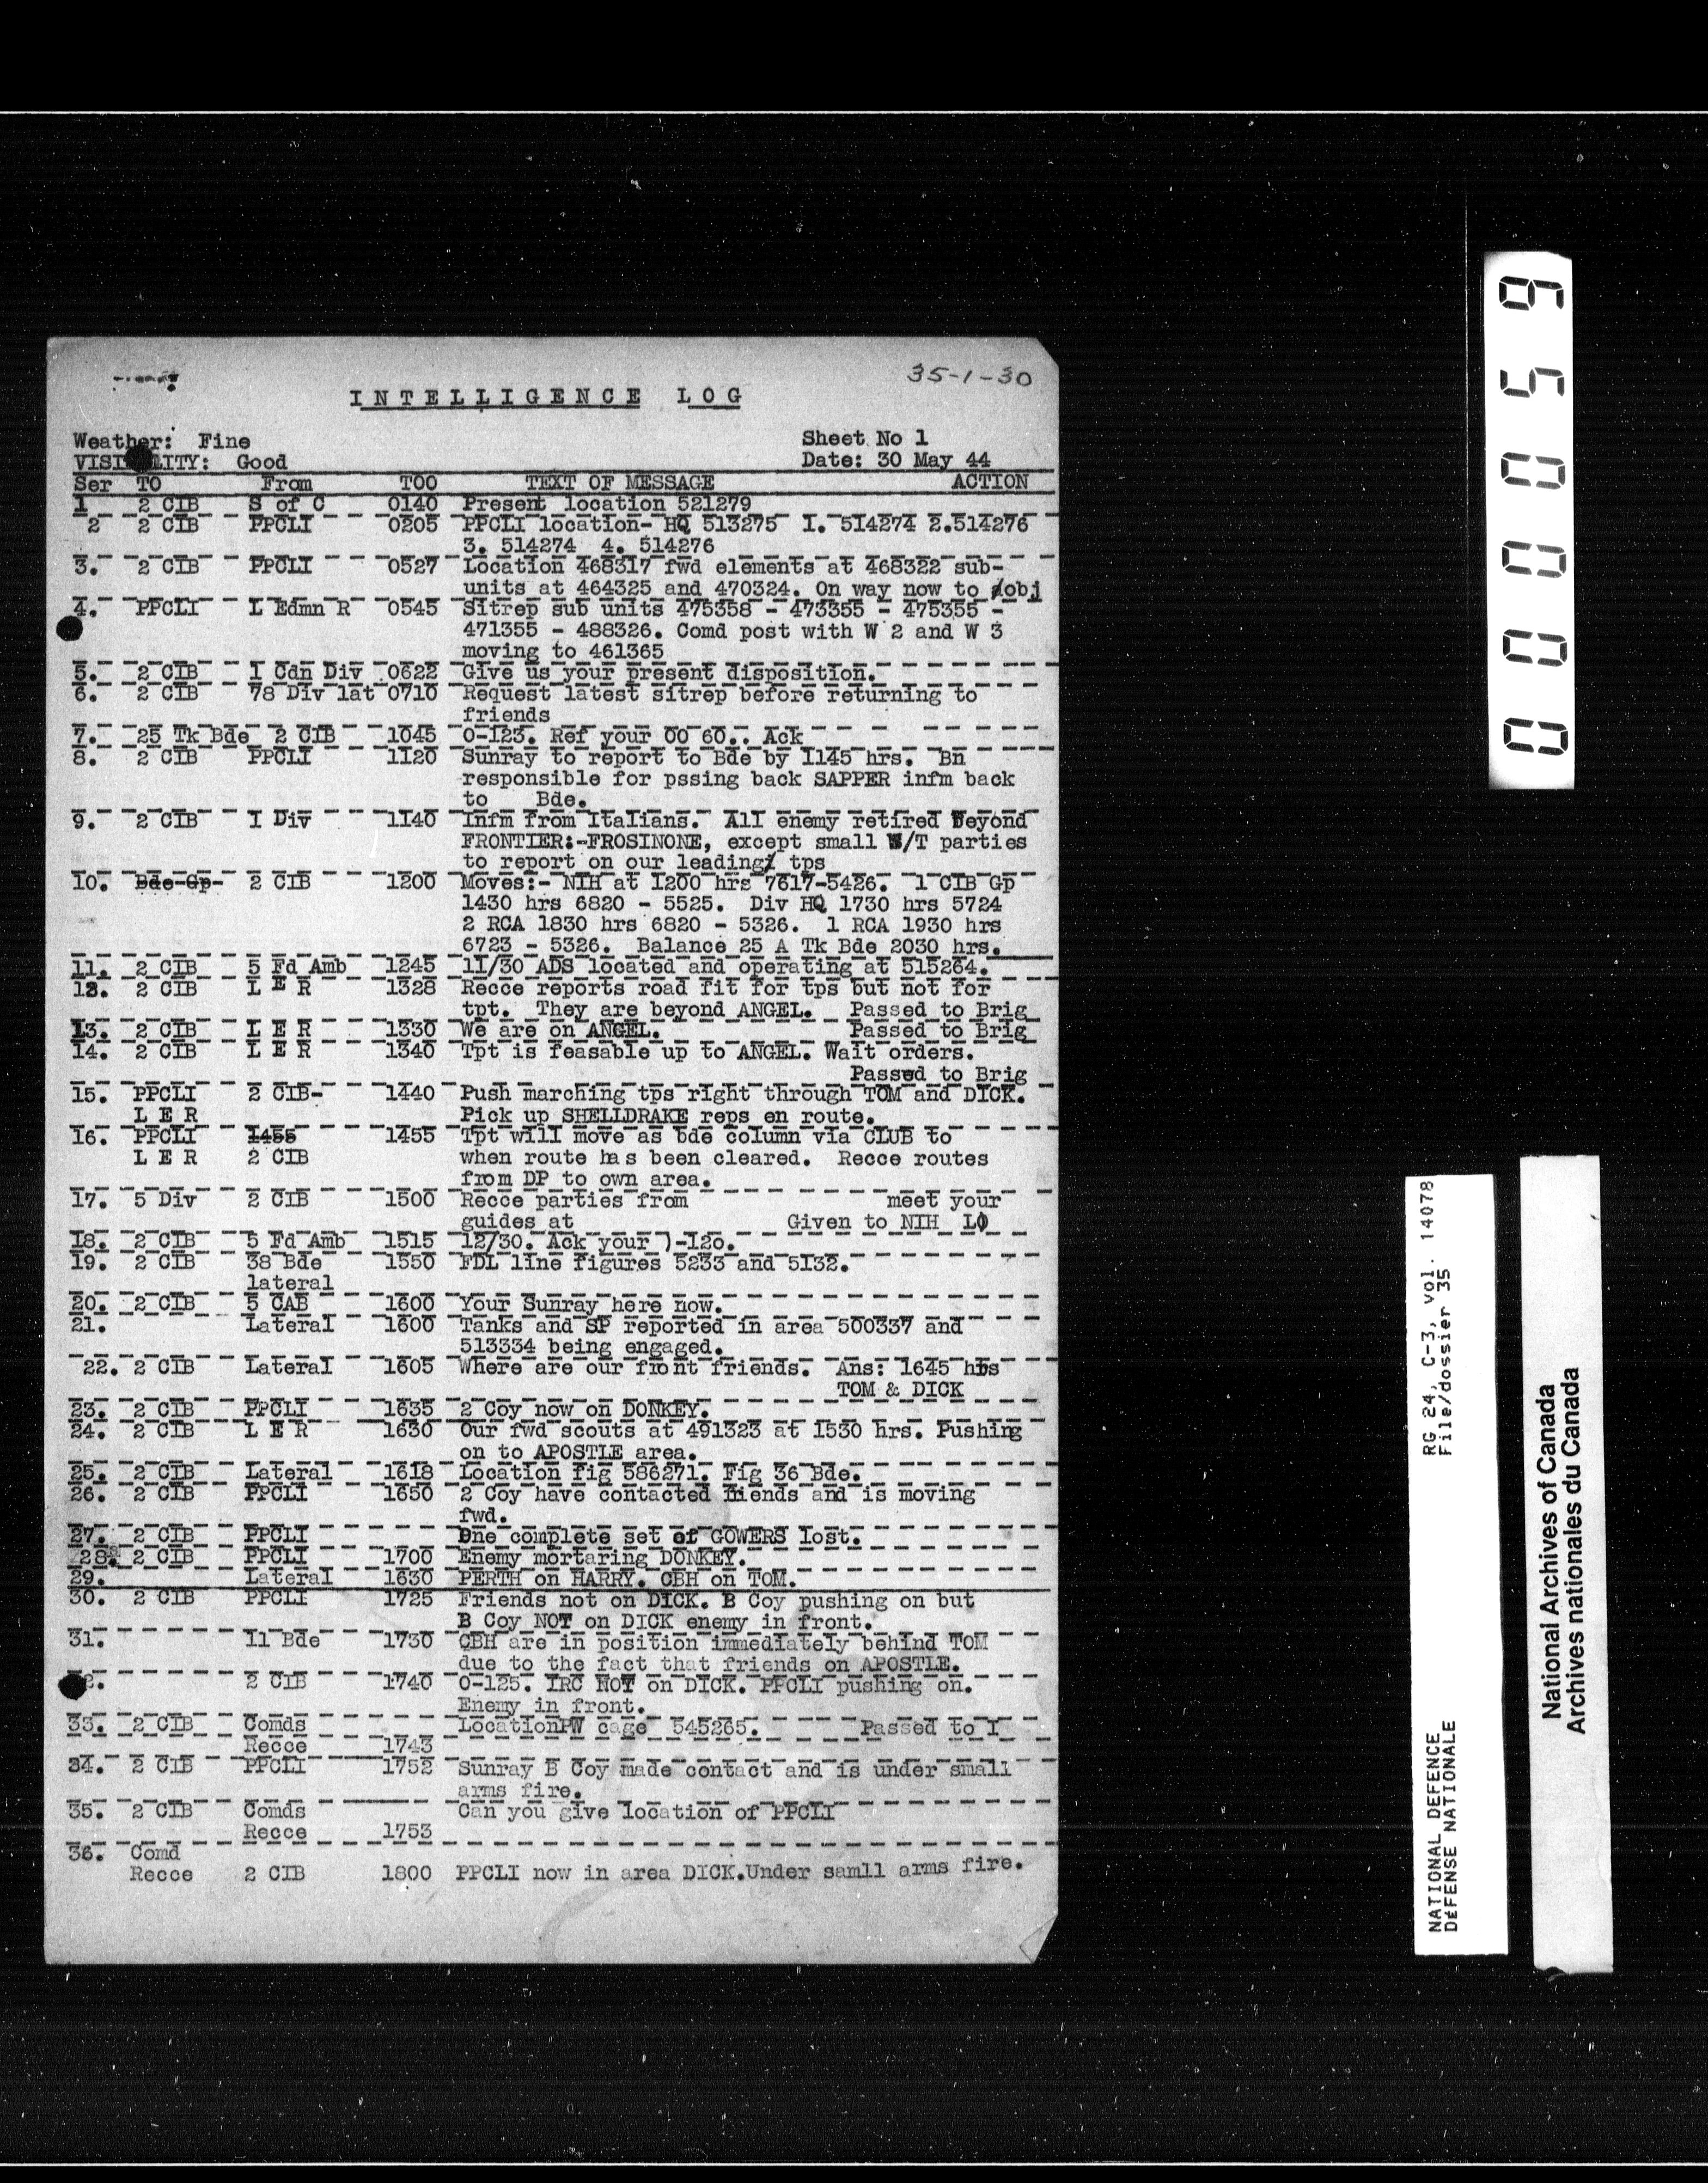 35-1-30
INTELLIGENCE LOG
Weather: Fine Sheet No 1
VISI LITY: Good Date: 30 May 44
Ser TO From TOO TEXT OF MESSAGE ACTION
1 2 CIB S of C 0140 Present location 521279
2 2 CIB PPCLI 0205 PPCLI location- HQ 513275 1. 514274 2.514276
3. 514274 4. 514276
3. 2 CIB PPCLI 0527 Location 468317 fwd elements at 468322 sub-
units at 464325 and 470324. On way now to obj
4. PPCLI L Edmn R 0545 Sitrep sub units 475358 - 473355 - 475355 -
471355 - 488326. Comd post with W 2 and W 3
moving to 461365
5. 2 CIB 1 Cdn Div 0622 Give us your present disposition.
6. 2 CIB 78 Div lat 0710 Request latest sitrep before returning to
friends
7. 25 Tk Bde 2 CIB 1045 O-123. Ref your OO 60.. Ack
8. 2 CIB PPCLI 1120 Sunray to report to Bde by 1145 hrs. Bn
responsible for pssing back SAPPER infm back
to Bde.
9. 2 CIB 1 Div 1140 Infm from Italians. All enemy retired beyond
FRONTIER:-FROSINONE, except small W/T parties
to report on our leading tps
10. Bde Gp- 2 CIB 1200 Moves:- NIH at 1200 hrs 7617-5426. 1 CIB Gp
1430 hrs 6820 - 5525. Div HQ 1730 hrs 5724
2 RCA 1830 hrs 6820 - 5326. 1 RCA 1930 hrs
6723 - 5326. Balance 25 A Tk Bde 2030 hrs.
11. 2 CIB 5 Fd Amb 1245 11/30 ADS located and operating at 515264.
12. 2 CIB L E R 1328 Recce reports road fit for tps but not for
tpt. They are beyond ANGEL. Passed to Brig
13. 2 CIB L E R 1330 We are on ANGEL. Passed to Brig
14. 2 CIB L E R 1340 Tpt is feasable up to ANGEL. Wait orders.
Passed to Brig
15. PPCLI 2 CIB- 1440 Push marching tps right through TOM and DICK.
L E R Pick up SHELLDRAKE reps en route.
16. PPCLI 1455 1455 Tpt will move as bde column via CLUB to
L E R 2 CIB when route has been cleared. Recce routes
from DP to own area.
17. 5 Div 2 CIB 1500 Recce parties from meet your
guides at Given to NIH LO
18. 2 CIB 5 Fd Amb 1515 12/30. Ack your )-12o.
19. 2 CIB 38 Bde 1550 FDL line figures 5233 and 5132.
lateral
20. 2 CIB 5 CAB 1600 Your Sunray here now.
21. Lateral 1600 Tanks and SP reported in area 500337 and
513334 being engaged.
22. 2 CIB Lateral 1605 Where are our front friends. Ans: 1645 hrs
TOM & DICK
23. 2 CIB PPCLI 1635 2 Coy now on DONKEY.
24. 2 CIB L E R 1630 Our fwd scouts at 491323 at 1530 hrs. Pushing
on to APOSTLE area.
25. 2 CIB Lateral 1618 Location fig 586271. Fig 36 Bde.
26. 2 CIB PPCLI 1650 2 Coy have contacted friends and is moving
fwd.
27. 2 CIB PPCLI One complete set of GOWERS lost.
28. 2 CIB PPCLI 1700 Enemy mortaring DONKEY.
29. Lateral 1630 PERTH on HARRY. CBH on TOM.
30. 2 CIB PPCLI 1725 Friends not on DICK. B Coy pushing on but
B Coy NOT on DICK enemy in front.
31. 11 Bde 1730 CBH are in position immediately behind TOM
due to the fact that friends on APOSTLE.
2. 2 CIB 1740 O-125. IRC NOT on DICK. PPCLI pushing on.
Enemy in front.
33. 2 CIB Comds LocationPW cage 545265. Passed to I
Recce 1743
34. 2 CIB PPCLI 1752 Sunray B Coy made contact and is under small
arms fire.
35. 2 CIB Comds Can you give location of PPCLI
Recce 1753
36. Comd
Recce 2 CIB 1800 PPCLI now in area DICK.Under samll arms fire.
000059
NATIONAL DEFENCE RG 24, C-3, vol. 14078
DÉFENSE NATIONALE File/dossier 35
National Archives of Canada
Archives nationales du Canada